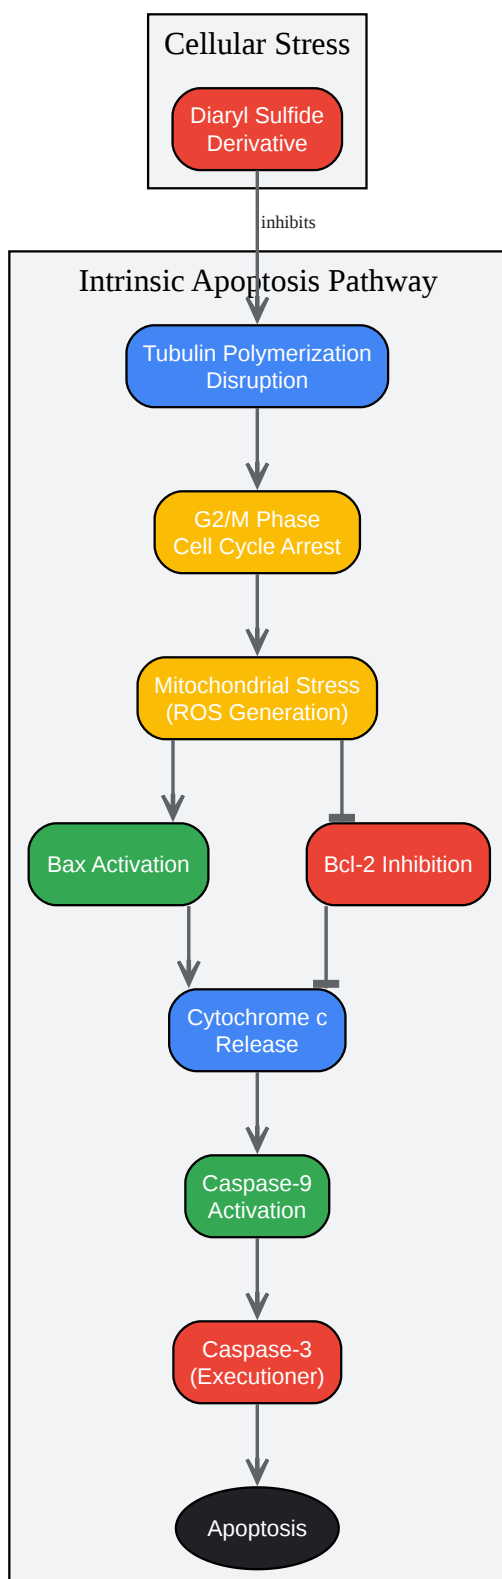 Cellular Stress
Diaryl Sulfide
Derivative
inhibits
Intrinsic Apoptosis Pathway
Tubulin Polymerization
Disruption
G2/M Phase
Cell Cycle Arrest
Mitochondrial Stress
(ROS Generation)
Bax Activation
Bcl-2 Inhibition
Cytochrome c
Release
Caspase-9
Activation
Caspase-3
(Executioner)
Apoptosis